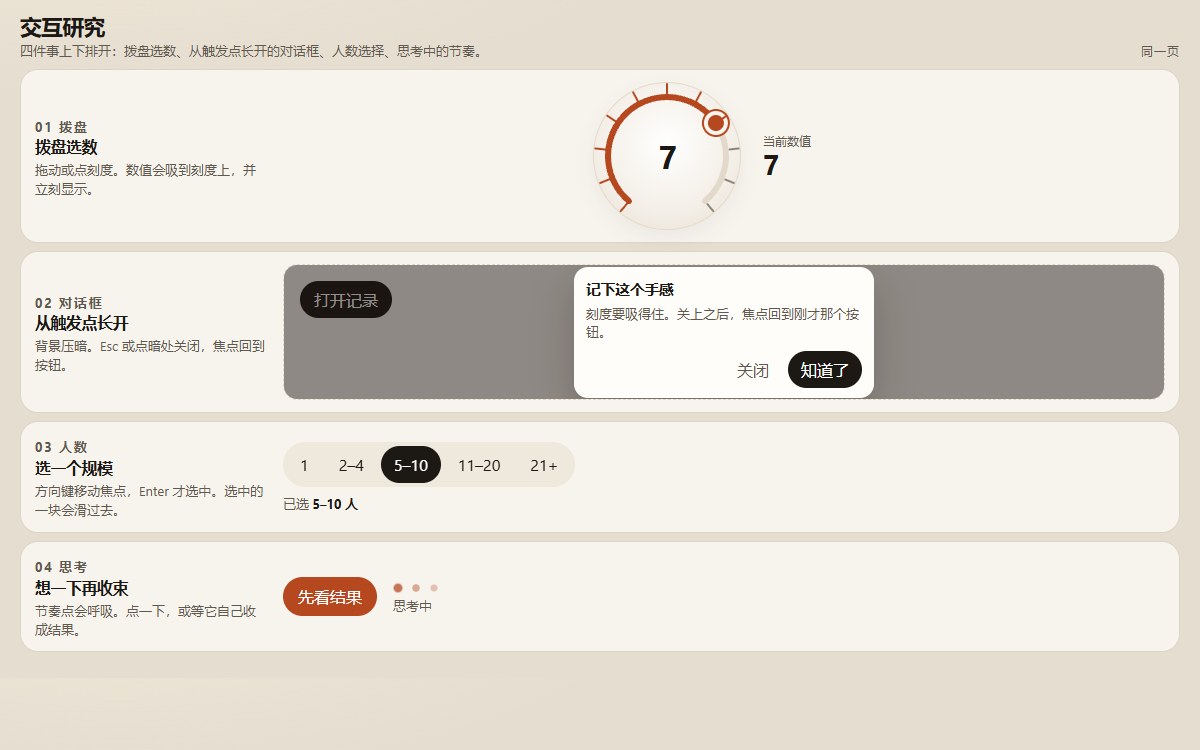 交互研究
四件事上下排开：拨盘选数、从触发点长开的对话框、人数选择、思考中的节奏。
同一页
01 拨盘
拨盘选数
拖动或点刻度。数值会吸到刻度上，并
立刻显示。
7
当前数值
7
02 对话框
从触发点长开
背景压暗。Esc 或点暗处关闭，焦点回到
按钮。
打开记录
记下这个手感
刻度要吸得住。关上之后，焦点回到刚才那个按
钮。
关闭
知道了
03 人数
选一个规模
方向键移动焦点，Enter 才选中。选中的
一块会滑过去。
1 2–4 5–10 11–20 21+
已选 5–10 人
04 思考
想一下再收束
节奏点会呼吸。点一下，或等它自己收
成结果。
先看结果
思考中